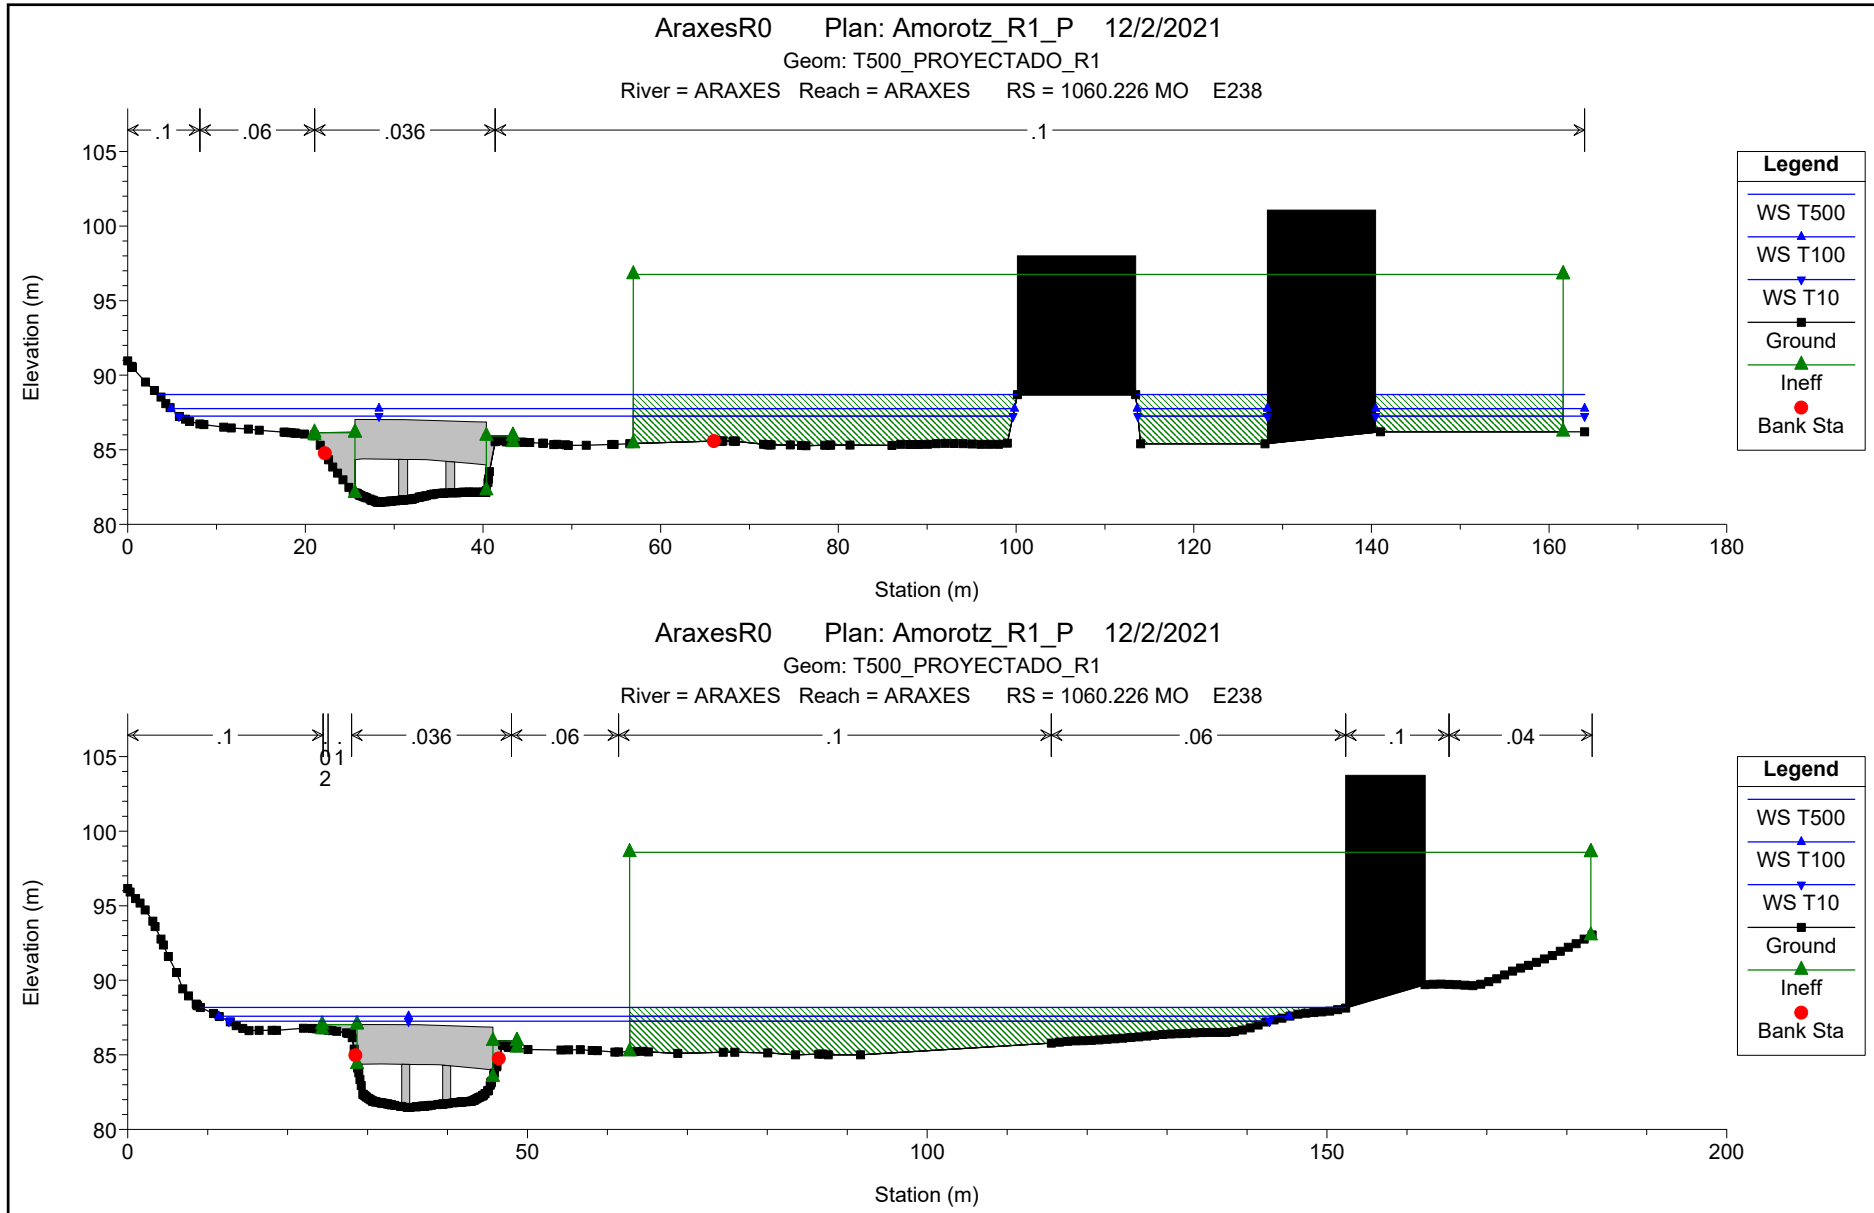 AraxesR0 Plan: Amorotz_R1_P 12/2/2021
Geom: T500_PROYECTADO_R1
River = ARAXES Reach = ARAXES RS = 1060.226 MO E238
.1 .06 .036 .1
105
100
95
90
85
80
Elevation (m)
0 20 40 60 80 100 120 140 160 180
Station (m)
Legend
WS T500
WS T100
WS T10
Ground
Ineff
Bank Sta
AraxesR0 Plan: Amorotz_R1_P 12/2/2021
Geom: T500_PROYECTADO_R1
River = ARAXES Reach = ARAXES RS = 1060.226 MO E238
.1 .02 .1 .036 .06 .1 .06 .1 .04
105
100
95
90
85
80
Elevation (m)
0 50 100 150 200
Station (m)
Legend
WS T500
WS T100
WS T10
Ground
Ineff
Bank Sta